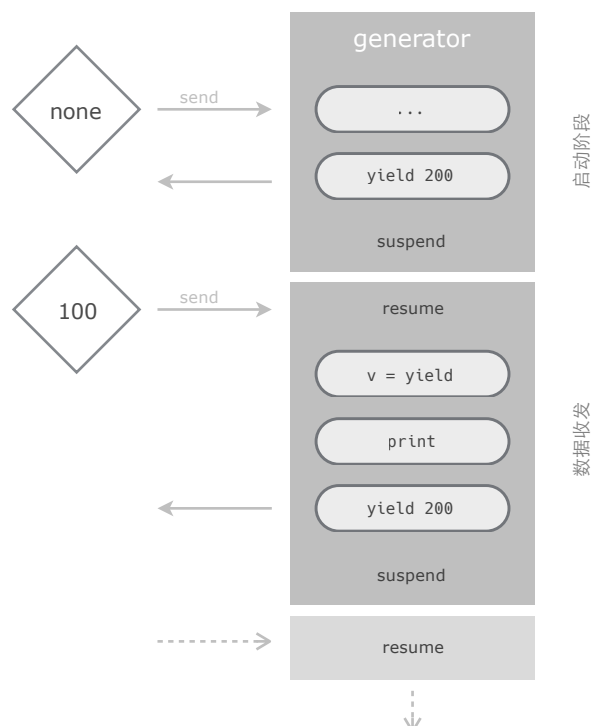 generator
none
send
...
yield 200
启动阶段
suspend
100
send
resume
v = yield
print
数据收发
yield 200
suspend
resume